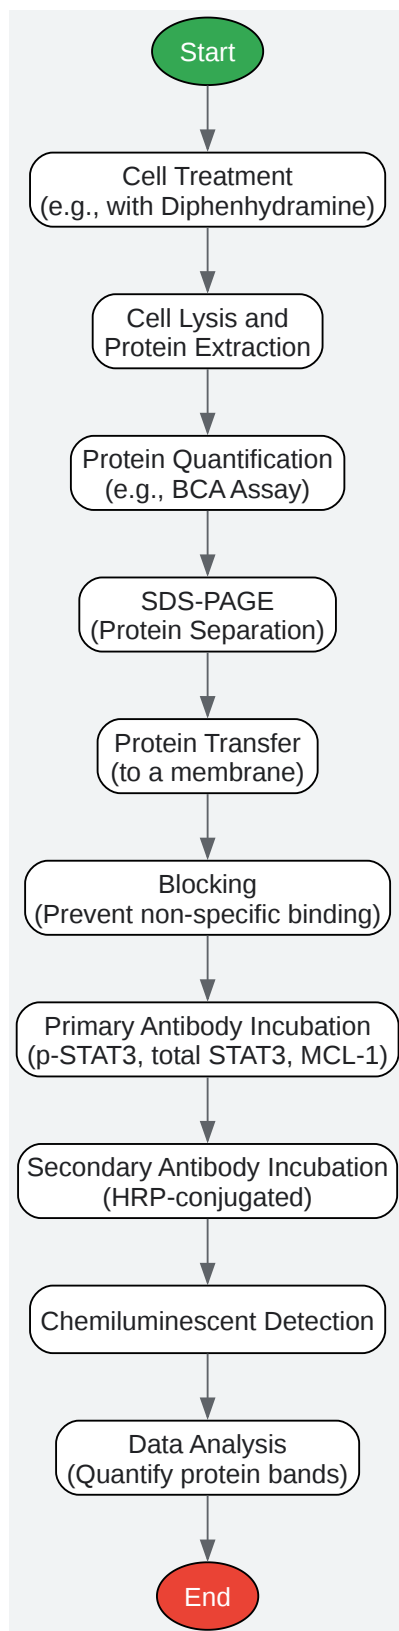 Start
Cell Treatment
(e.g., with Diphenhydramine)
Cell Lysis and
Protein Extraction
Protein Quantification
(e.g., BCA Assay)
SDS-PAGE
(Protein Separation)
Protein Transfer
(to a membrane)
Blocking
(Prevent non-specific binding)
Primary Antibody Incubation
(p-STAT3, total STAT3, MCL-1)
Secondary Antibody Incubation
(HRP-conjugated)
Chemiluminescent Detection
Data Analysis
(Quantify protein bands)
End